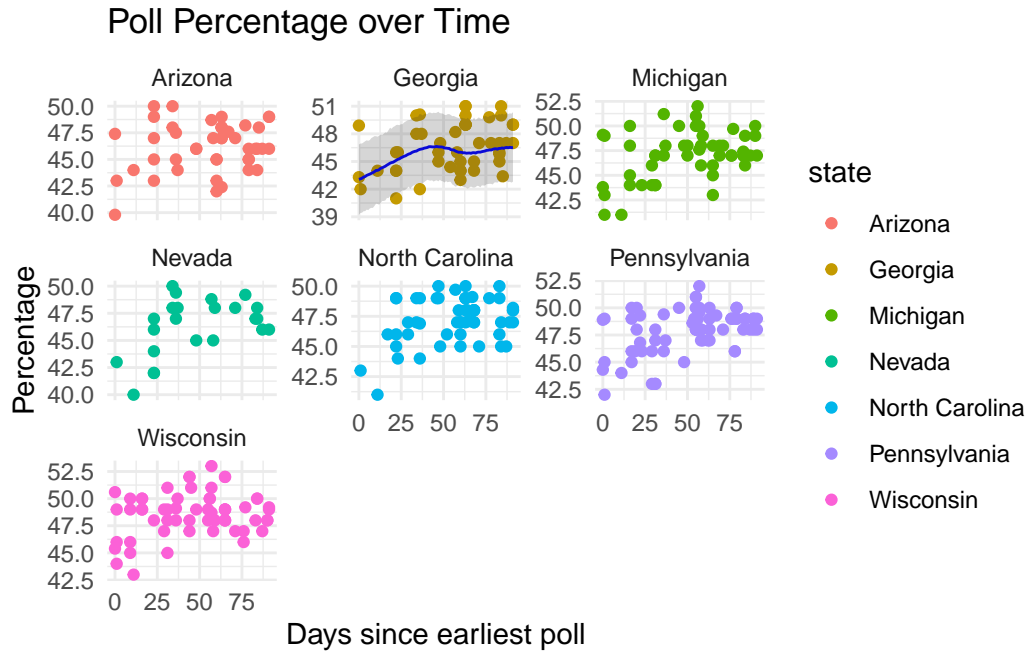 Poll Percentage over Time
Arizona
Georgia
Michigan
50.0
47.5
45.0
42.5
40.0
51
48
45
42
39
52.5
50.0
47.5
45.0
42.5
Nevada
North Carolina
Pennsylvania
50.0
47.5
45.0
42.5
40.0
50.0
47.5
45.0
42.5
52.5
50.0
47.5
45.0
42.5
0 25 50 75
0 25 50 75
Wisconsin
52.5
50.0
47.5
45.0
42.5
0 25 50 75
Percentage
Days since earliest poll
state
Arizona
Georgia
Michigan
Nevada
North Carolina
Pennsylvania
Wisconsin